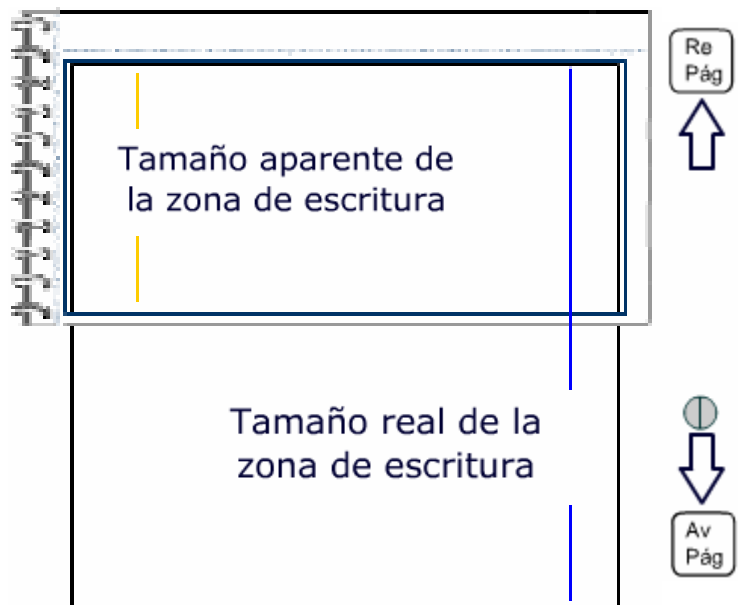 Re
Pág
Tamaño aparente de
la zona de escritura
Tamaño real de la
zona de escritura
Av
Pág